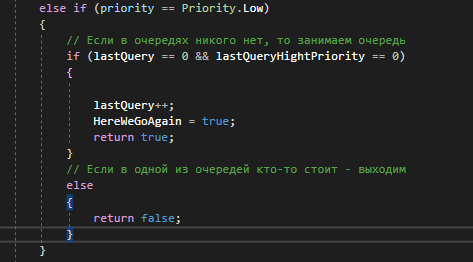 else if (priority == Priority.Low)
{
// Если в очередях никого нет, то занимаем очередь
if (lastQuery == 0 && lastQueryHightPriority == 0)
{
lastQuery++;
HereWeGoAgain = true;
return true;
}
// Если в одной из очередей кто-то стоит - выходим
else
{
return false;
}
}